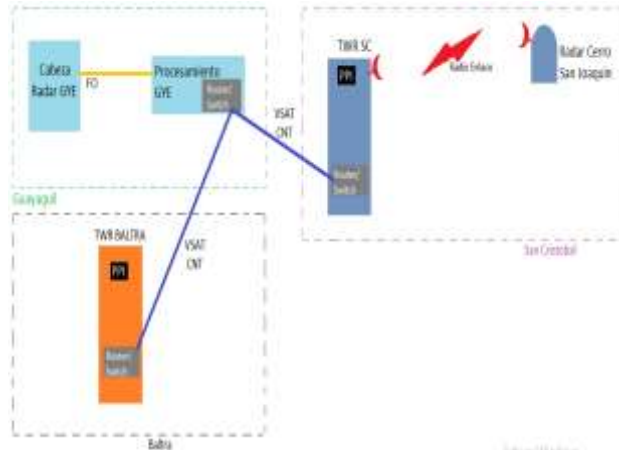 Cabeza
Radar GYE
FO
Procesamiento
GYE
Router/
Switch
Guayaquil
VSAT
CNT
TWR SC
PPI
Router/
Switch
Radio Enlace
Radar Cerro
San Joaquin
San Cristobal
TWR BALTRA
PPI
VSAT
CNT
Router/
Switch
Baltra